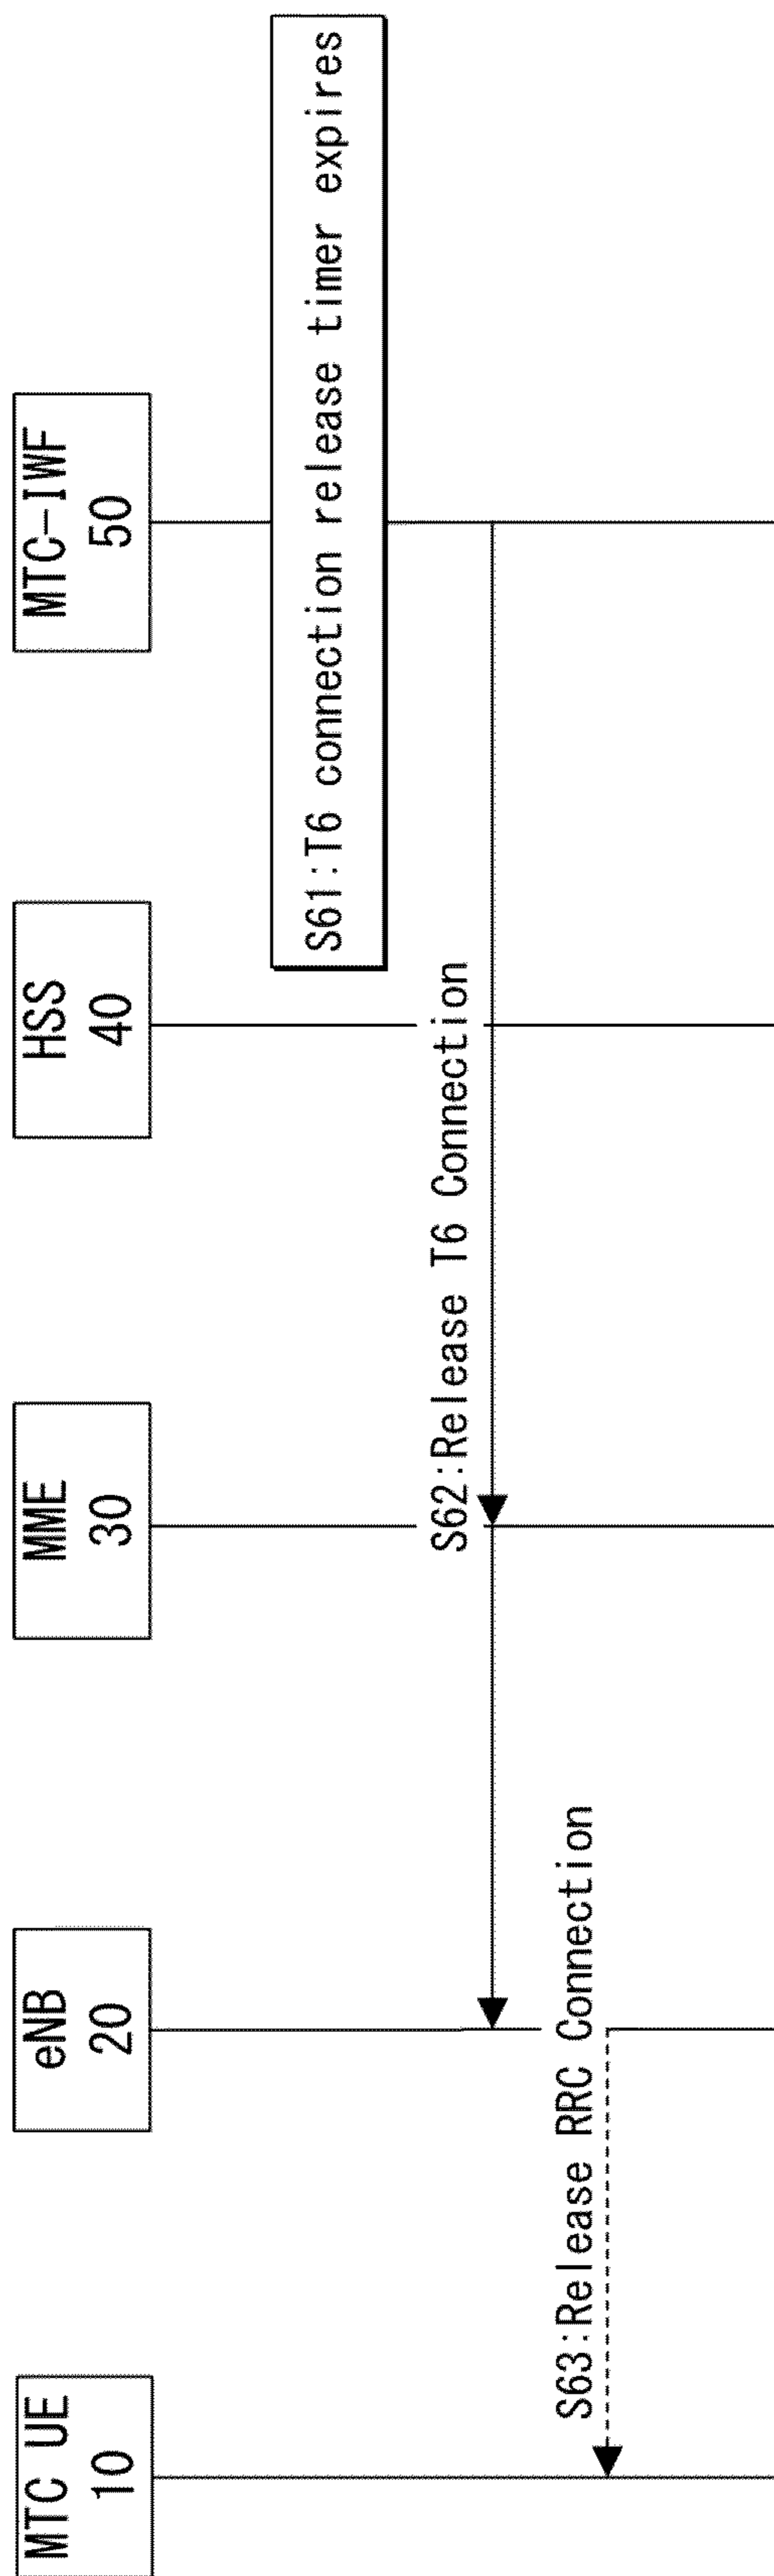 MTC UE
10
eNB
20
MME
30
HSS
40
MTC-IWF
50
S61:T6 connection release timer expires
S62:Release T6 Connection
S63:Release RRC Connection